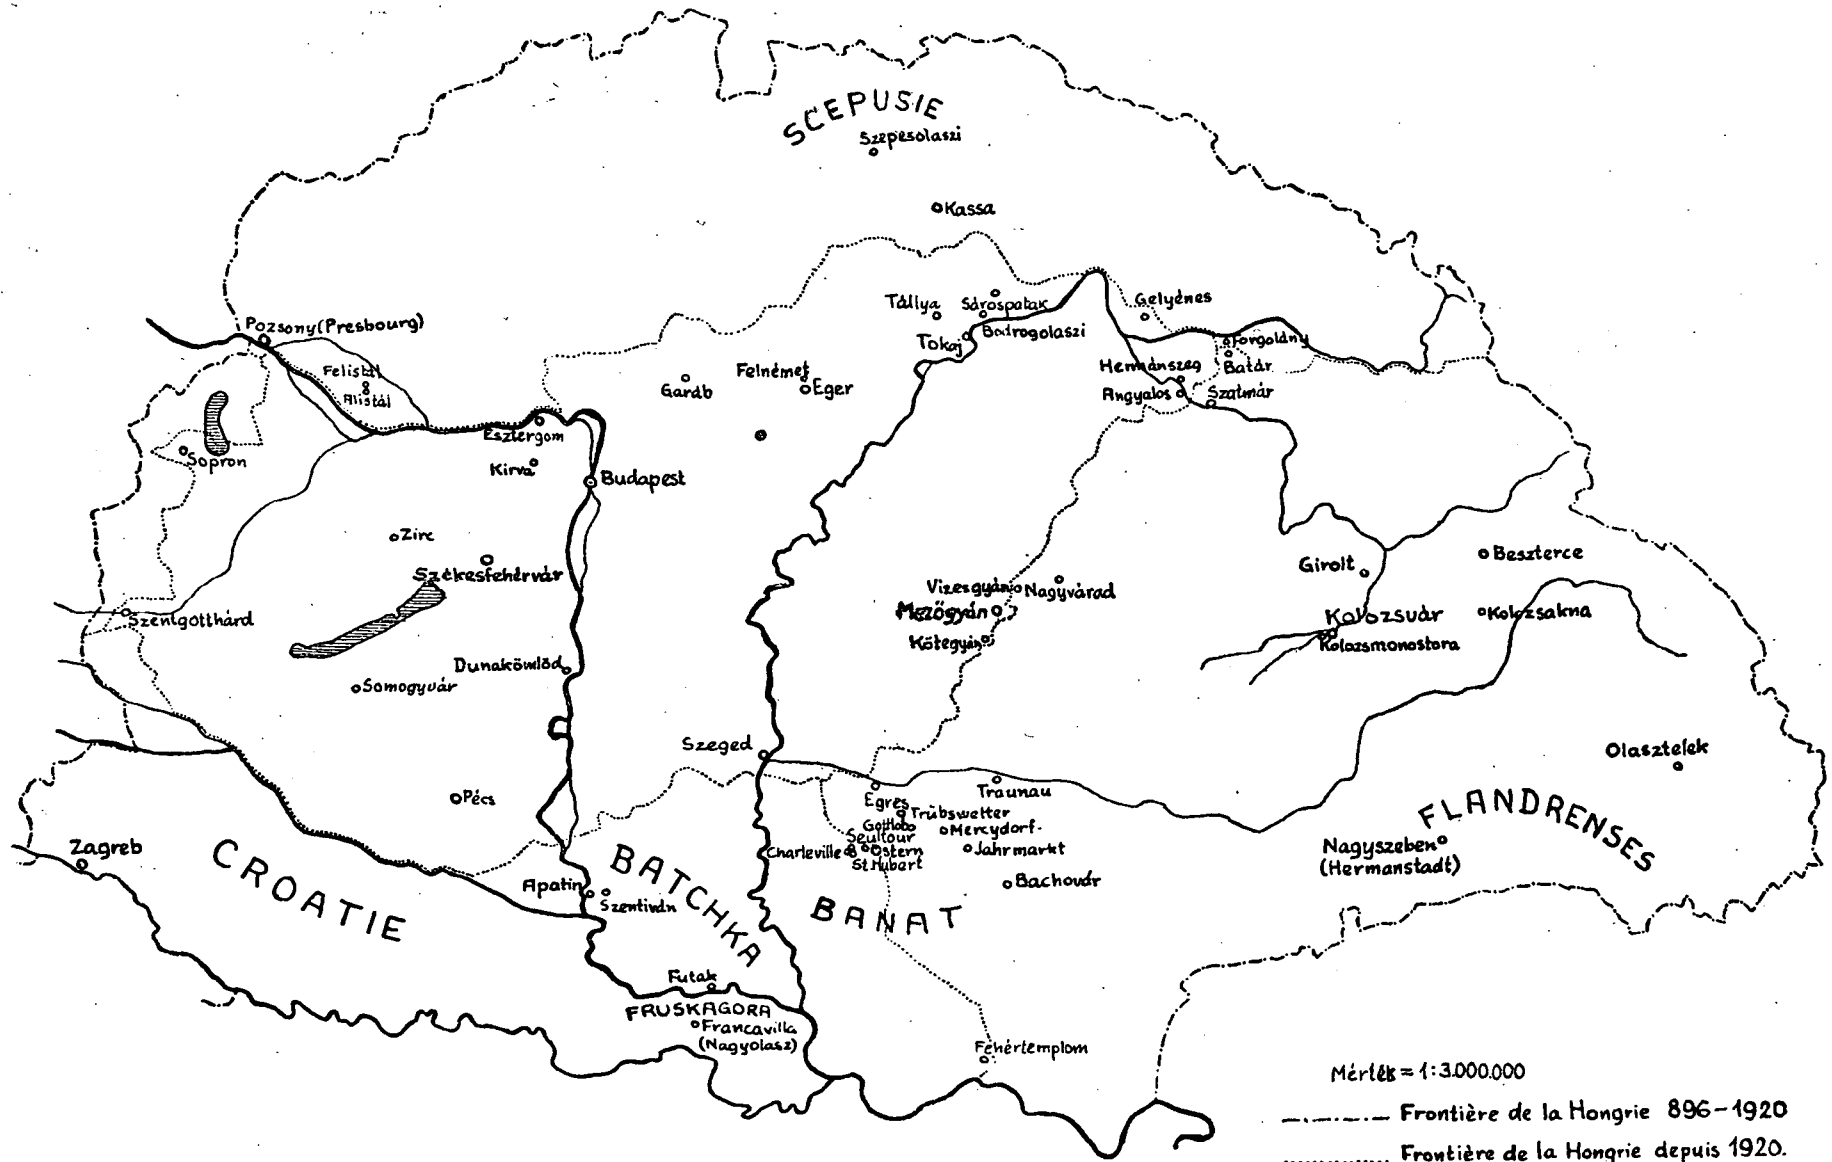 SCEPUSIE
Szepesolaszi
Kassa
Tállya
Sárospatak
Gelyénes
Pozsony (Presbourg)
Tokaj
Bodrogolaszi
Forgolány
Felistál
Alistál
Garáb
Felnémet
Eger
Hermánszeg
Batár
Angyalos
Szatmár
Esztergom
Sopron
Kirva
Budapest
Zirc
Székesfehérvár
Girolt
Beszterce
Vizesgyán
Nagyvárad
Mezőgyán
Kötegyán
Kolozsvár
Kolozsakna
Kolozsmonostora
Szentgotthárd
Dunakömlőd
Somogyvár
Szeged
Olasztelek
Pécs
Egres
Traunau
Trübswetter
Gottlob
Mercydorf
Seultour
Charleville
Ostern
Jahrmarkt
St.Hubert
Bachovár
FLANDRENSES
Nagyszeben
(Hermanstadt)
Zagreb
CROATIE
BATCHKA
BANAT
Apatin
Szentiván
Futak
FRUSKAGORA
Francavilla
(Nagyolasz)
Fehértemplom
Mérték = 1:3.000.000
Frontière de la Hongrie 896-1920
Frontière de la Hongrie depuis 1920.